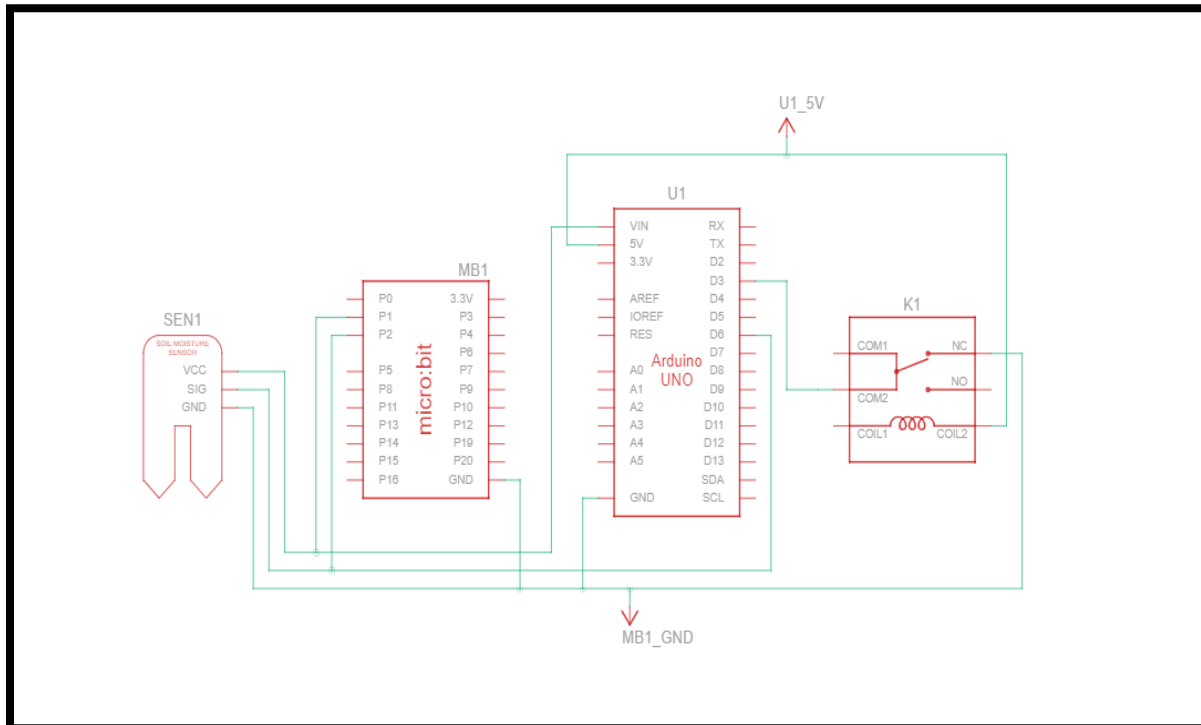 U1_5V
U1
VIN RX
5V TX
3.3V D2
D3
AREF D4
IOREF D5
RES D6
D7
A0 D8
A1 D9
A2 D10
A3 D11
A4 D12
A5 D13
SDA
GND SCL
Arduino
UNO
MB1
P0 3.3V
P1 P3
P2 P4
P6
P5 P7
P8 P9
P11 P10
P13 P12
P14 P19
P15 P20
P16 GND
micro:bit
SEN1
SOIL MOISTURE
SENSOR
VCC
SIG
GND
K1
COM1 NC
COM2 NO
COIL1 COIL2
MB1_GND